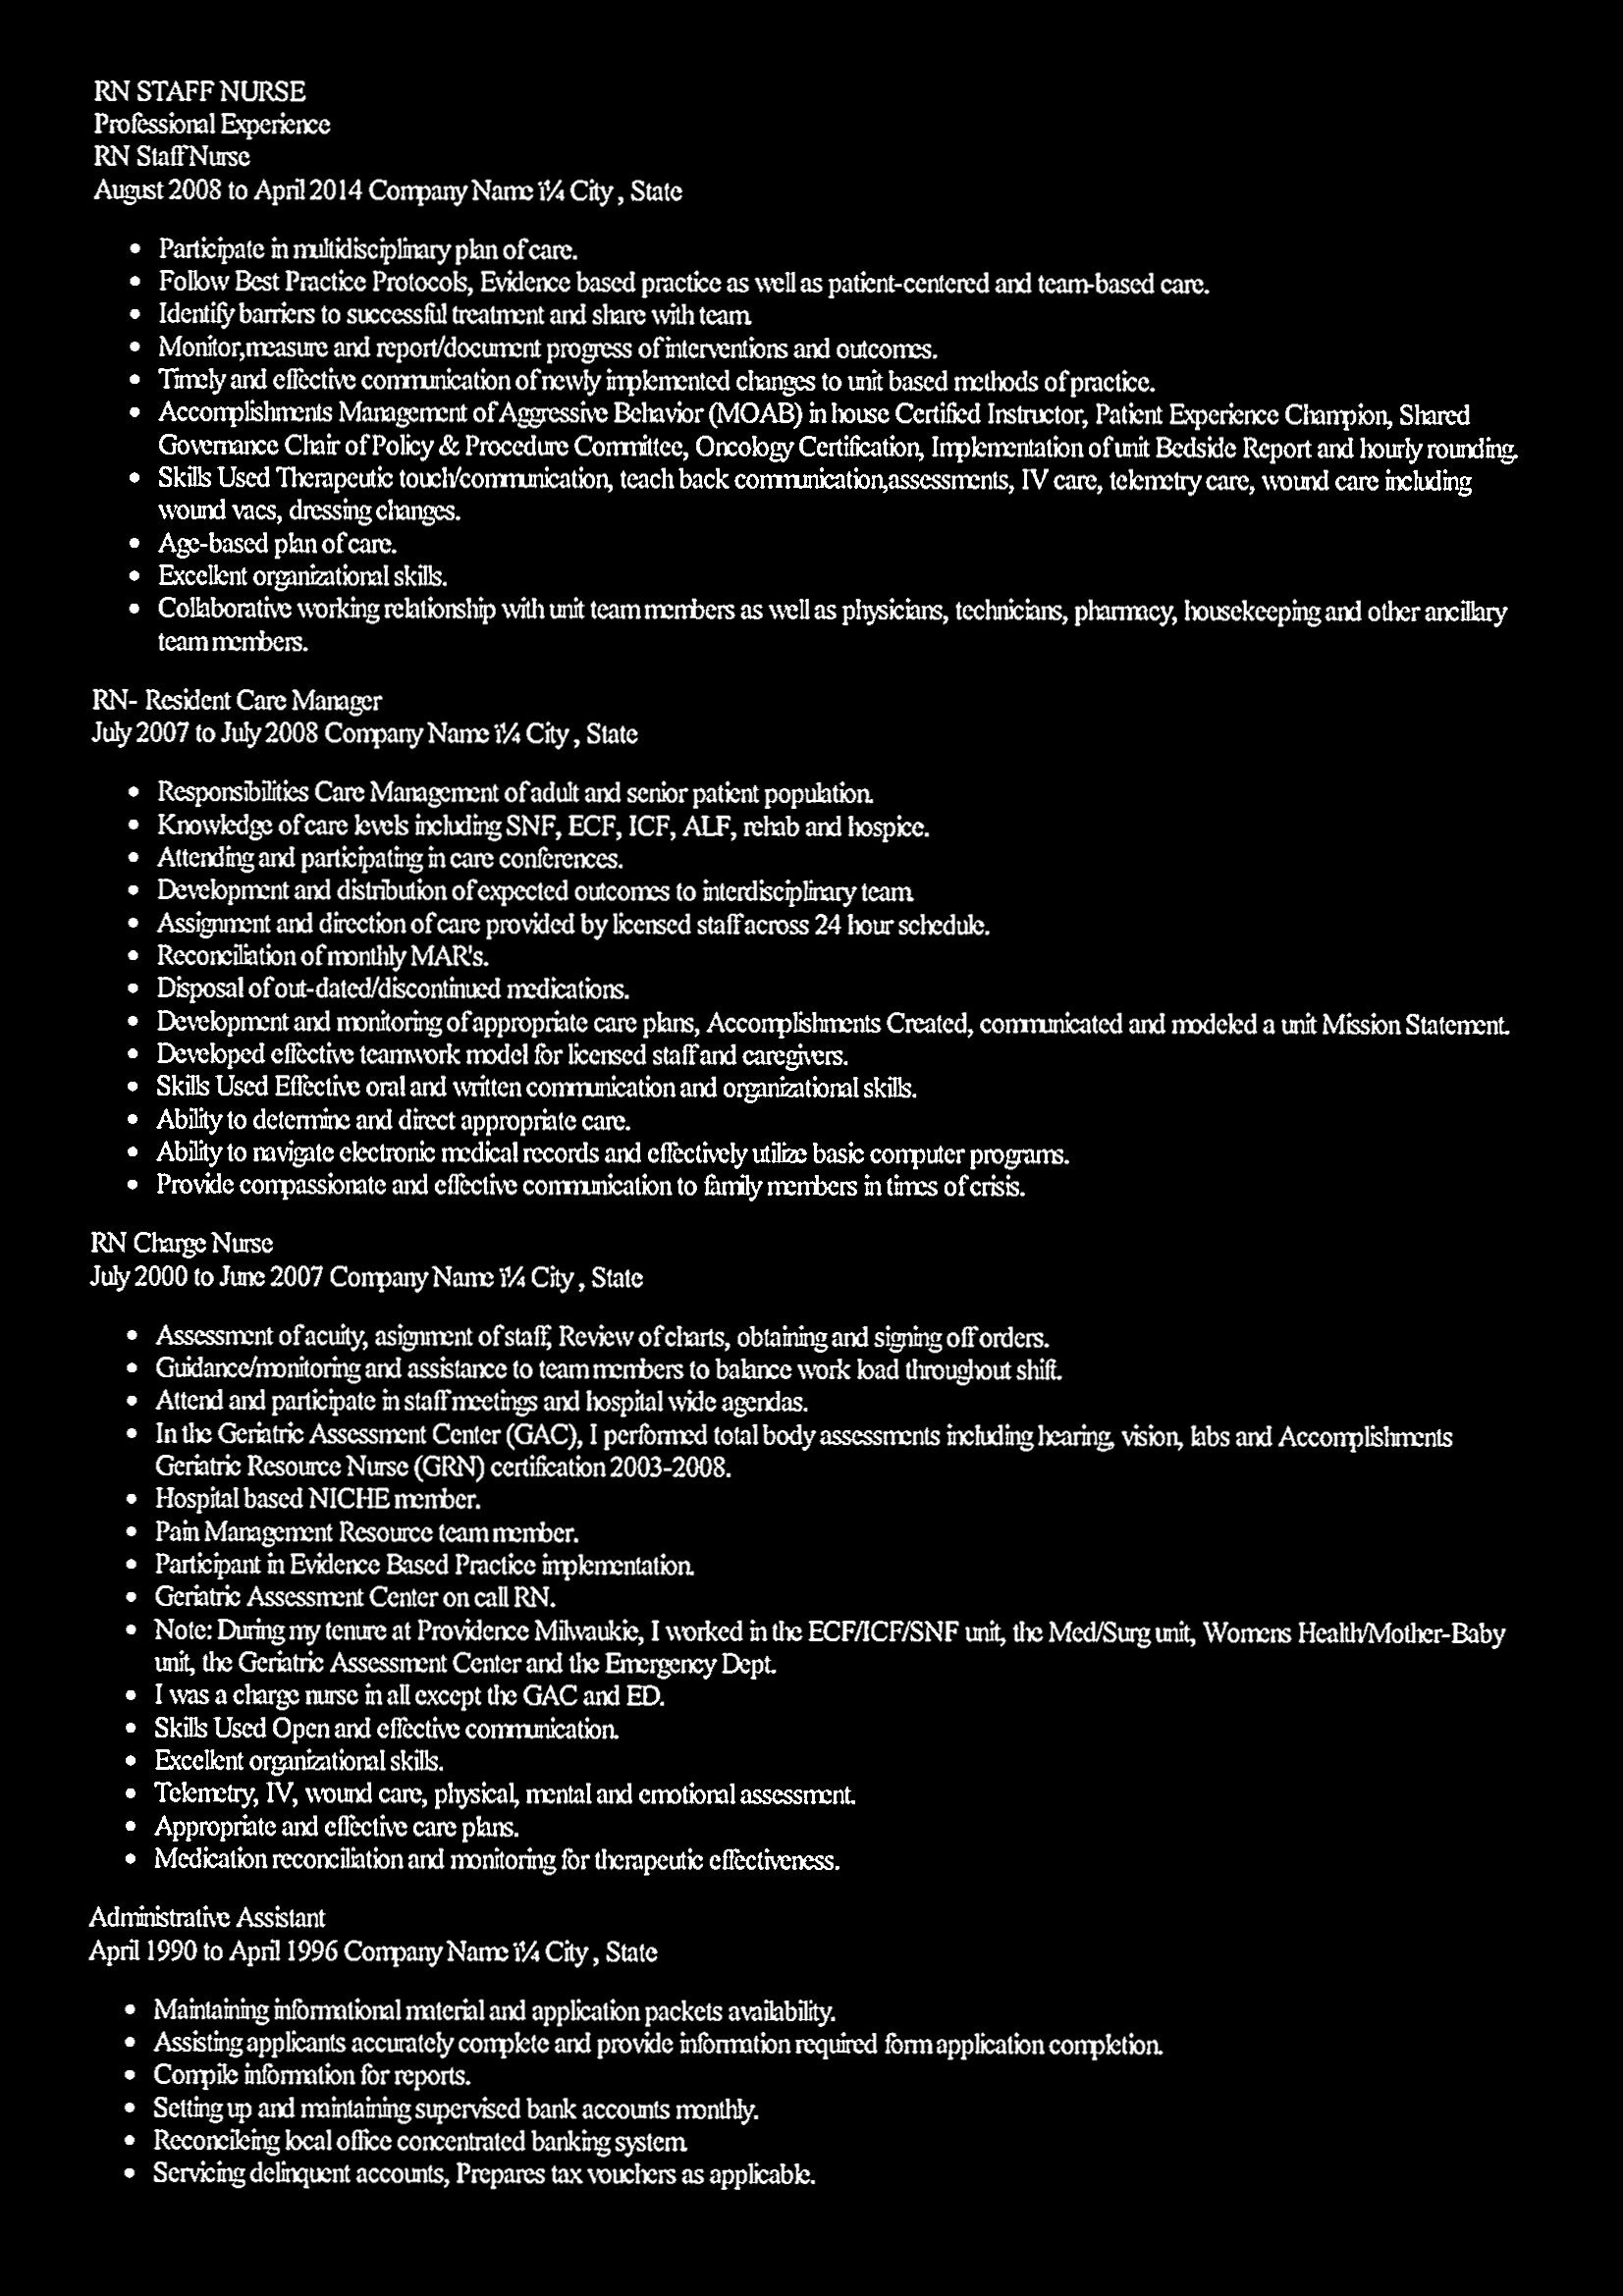 RN STAFF NURSE
Professional Experience
RN Staff Nurse
August 2008 to April 2014 Company Name ï¼ City , State
• Participate in multidisciplinary plan of care.
• Follow Best Practice Protocols, Evidence based practice as well as patient-centered and team-based care.
• Identify barriers to successful treatment and share with team.
• Monitor,measure and report/document progress of interventions and outcomes.
• Timely and effective communication of newly implemented changes to unit based methods of practice.
• Accomplishments Management of Aggressive Behavior (MOAB) in house Certified Instructor, Patient Experience Champion, Shared
Governance Chair of Policy & Procedure Committee, Oncology Certification, Implementation of unit Bedside Report and hourly rounding.
• Skills Used Therapeutic touch/communication, teach back communication,assessments, IV care, telemetry care, wound care including
wound vacs, dressing changes.
• Age-based plan of care.
• Excellent organizational skills.
• Collaborative working relationship with unit team members as well as physicians, technicians, pharmacy, housekeeping and other ancillary
team members.
RN- Resident Care Manager
July 2007 to July 2008 Company Name ï¼ City , State
• Responsibilities Care Management of adult and senior patient population.
• Knowledge of care levels including SNF, ECF, ICF, ALF, rehab and hospice.
• Attending and participating in care conferences.
• Development and distribution of expected outcomes to interdisciplinary team.
• Assignment and direction of care provided by licensed staff across 24 hour schedule.
• Reconciliation of monthly MAR's.
• Disposal of out-dated/discontinued medications.
• Development and monitoring of appropriate care plans, Accomplishments Created, communicated and modeled a unit Mission Statement.
• Developed effective teamwork model for licensed staff and caregivers.
• Skills Used Effective oral and written communication and organizational skills.
• Ability to determine and direct appropriate care.
• Ability to navigate electronic medical records and effectively utilize basic computer programs.
• Provide compassionate and effective communication to family members in times of crisis.
RN Charge Nurse
July 2000 to June 2007 Company Name ï¼ City , State
• Assessment of acuity, asignment of staff, Review of charts, obtaining and signing off orders.
• Guidance/monitoring and assistance to team members to balance work load throughout shift.
• Attend and participate in staff meetings and hospital wide agendas.
• In the Geriatric Assessment Center (GAC), I performed total body assessments including hearing, vision, labs and Accomplishments
Geriatric Resource Nurse (GRN) certification 2003-2008.
• Hospital based NICHE member.
• Pain Management Resource team member.
• Participant in Evidence Based Practice implementation.
• Geriatric Assessment Center on call RN.
• Note: During my tenure at Providence Milwaukie, I worked in the ECF/ICF/SNF unit, the Med/Surg unit, Womens Health/Mother-Baby
unit, the Geriatric Assessment Center and the Emergency Dept.
• I was a charge nurse in all except the GAC and ED.
• Skills Used Open and effective communication.
• Excellent organizational skills.
• Telemetry, IV, wound care, physical, mental and emotional assessment.
• Appropriate and effective care plans.
• Medication reconciliation and monitoring for therapeutic effectiveness.
Administrative Assistant
April 1990 to April 1996 Company Name ï¼ City , State
• Maintaining informational material and application packets availability.
• Assisting applicants accurately complete and provide information required form application completion.
• Compile information for reports.
• Setting up and maintaining supervised bank accounts monthly.
• Reconcileing local office concentrated banking system.
• Servicing delinquent accounts, Prepares tax vouchers as applicable.